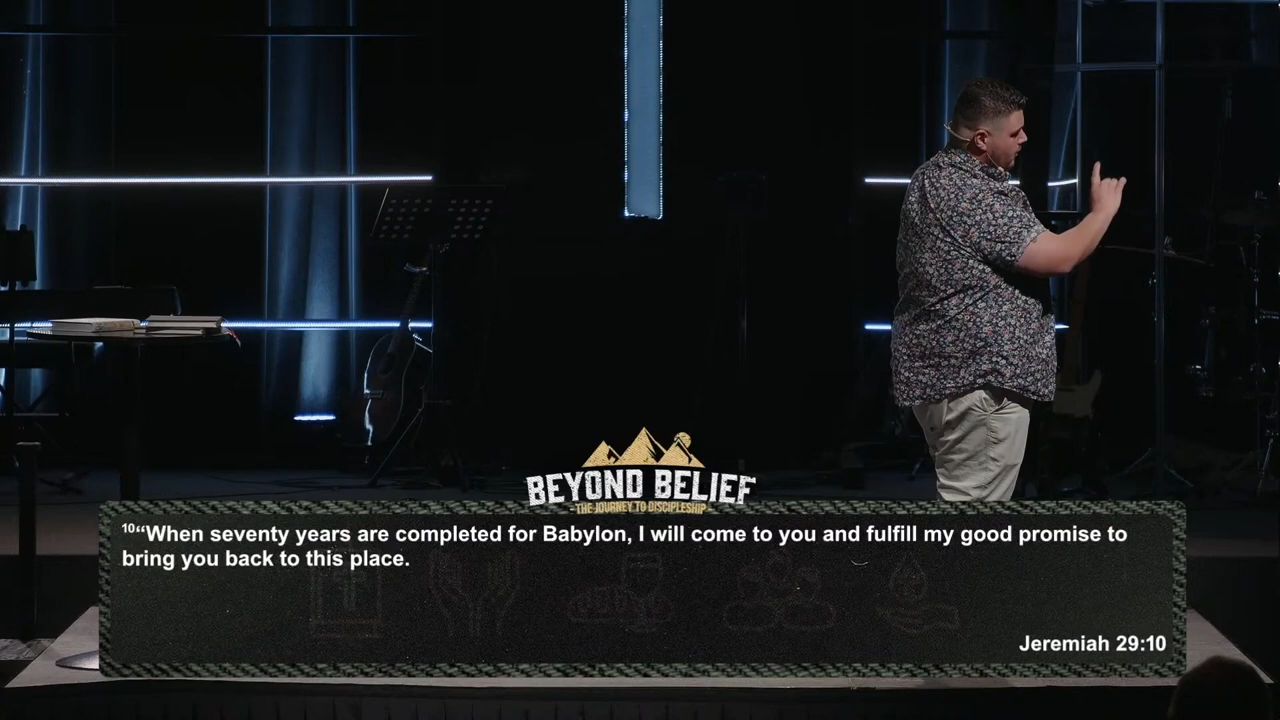 BEYOND BELIEF
-THE JOURNEY TO DISCIPLESHIP-
10“When seventy years are completed for Babylon, I will come to you and fulfill my good promise to
bring you back to this place.
Jeremiah 29:10